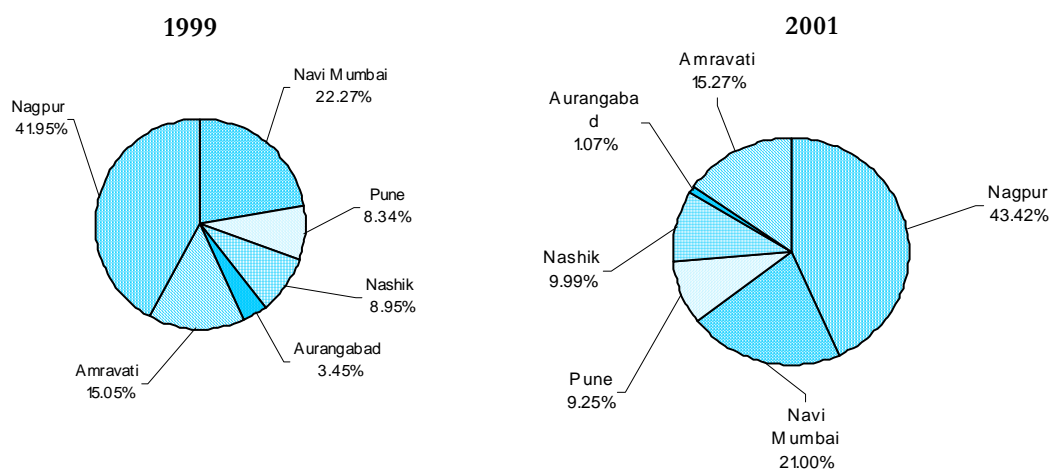 1999
Navi Mumbai
22.27%
Pune
8.34%
Nashik
8.95%
Aurangabad
3.45%
Amravati
15.05%
Nagpur
41.95%
2001
Nagpur
43.42%
Navi
Mumbai
21.00%
Pune
9.25%
Nashik
9.99%
Aurangaba
d
1.07%
Amravati
15.27%